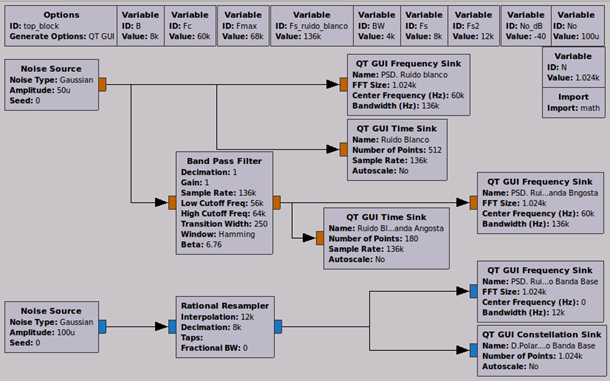 Options
ID: top_block
Generate Options: QT GUI
Variable
ID: B
Value: 8k
Variable
ID: Fc
Value: 60k
Variable
ID: Fmax
Value: 68k
Variable
ID: Fs_ruido_blanco
Value: 136k
Variable
ID: BW
Value: 4k
Variable
ID: Fs
Value: 8k
Variable
ID: Fs2
Value: 12k
Variable
ID: No_dB
Value: -40
Variable
ID: No
Value: 100u
Variable
ID: N
Value: 1.024k
Import
Import: math
Noise Source
Noise Type: Gaussian
Amplitude: 50u
Seed: 0
QT GUI Frequency Sink
Name: PSD. Ruido blanco
FFT Size: 1.024k
Center Frequency (Hz): 60k
Bandwidth (Hz): 136k
QT GUI Time Sink
Name: Ruido Blanco
Number of Points: 512
Sample Rate: 136k
Autoscale: No
Band Pass Filter
Decimation: 1
Gain: 1
Sample Rate: 136k
Low Cutoff Freq: 56k
High Cutoff Freq: 64k
Transition Width: 250
Window: Hamming
Beta: 6.76
QT GUI Frequency Sink
Name: PSD. Rui...anda Angosta
FFT Size: 1.024k
Center Frequency (Hz): 60k
Bandwidth (Hz): 136k
QT GUI Time Sink
Name: Ruido Bl...anda Angosta
Number of Points: 180
Sample Rate: 136k
Autoscale: No
Noise Source
Noise Type: Gaussian
Amplitude: 100u
Seed: 0
Rational Resampler
Interpolation: 12k
Decimation: 8k
Taps:
Fractional BW: 0
QT GUI Frequency Sink
Name: PSD. Rui...o Banda Base
FFT Size: 1.024k
Center Frequency (Hz): 0
Bandwidth (Hz): 12k
QT GUI Constellation Sink
Name: D.Polar....o Banda Base
Number of Points: 1.024k
Autoscale: No